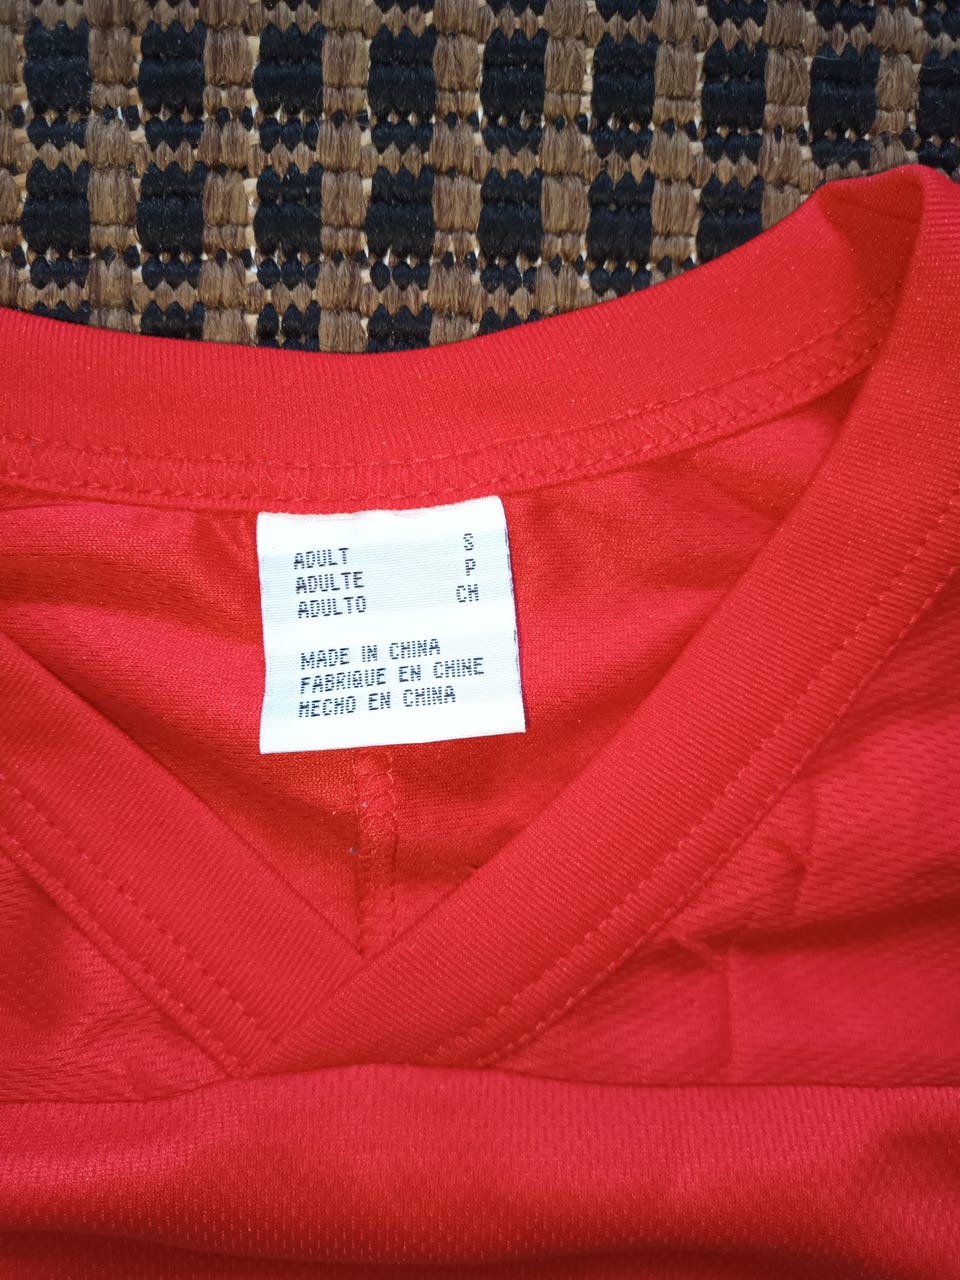 ADULT S
ADULTE P
ADULTO CH
MADE IN CHINA
FABRIQUE EN CHINE
HECHO EN CHINA